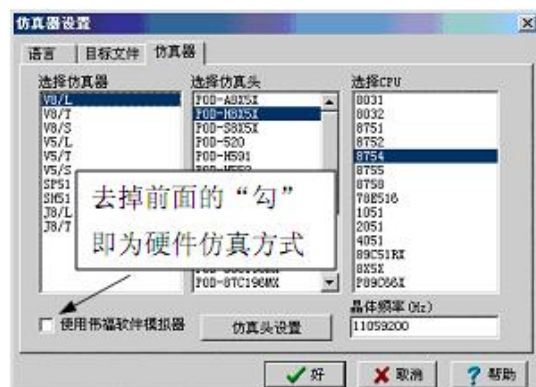 仿真器设置
语言
目标文件
仿真器
选择仿真器
V8/L
V8/T
V8/S
V5/L
V5/T
V5/S
SP51
SM51
J8/L
J8/T
选择仿真头
POD-A8X5X
POD-H8X5X
POD-S8X5X
POD-520
POD-H591
POD-87C196MX
选择CPU
8031
8032
8751
8752
8754
8755
8758
78E516
1051
2051
4051
89C51RX
8X5X
P89C66X
去掉前面的“勾”
即为硬件仿真方式
使用伟福软件模拟器
仿真头设置
晶体频率(Hz)
11059200
好
取消
帮助